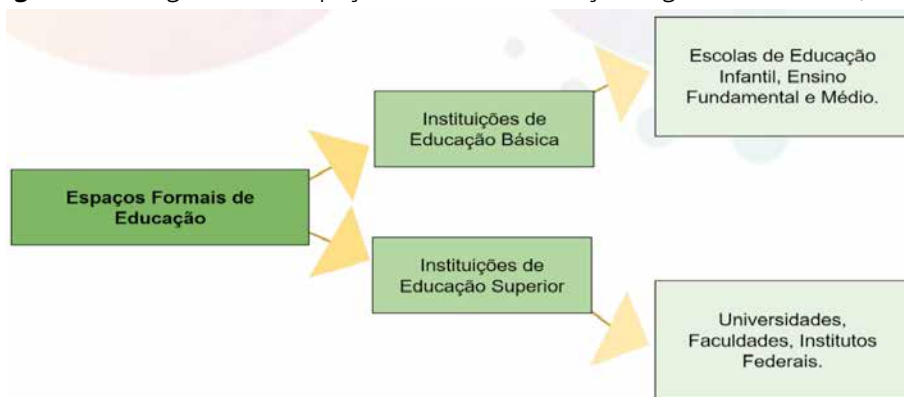 Escolas de Educação
Infantil, Ensino
Fundamental e Médio.
Instituições de
Educação Básica
Espaços Formais de
Educação
Instituições de
Educação Superior
Universidades,
Faculdades, Institutos
Federais.